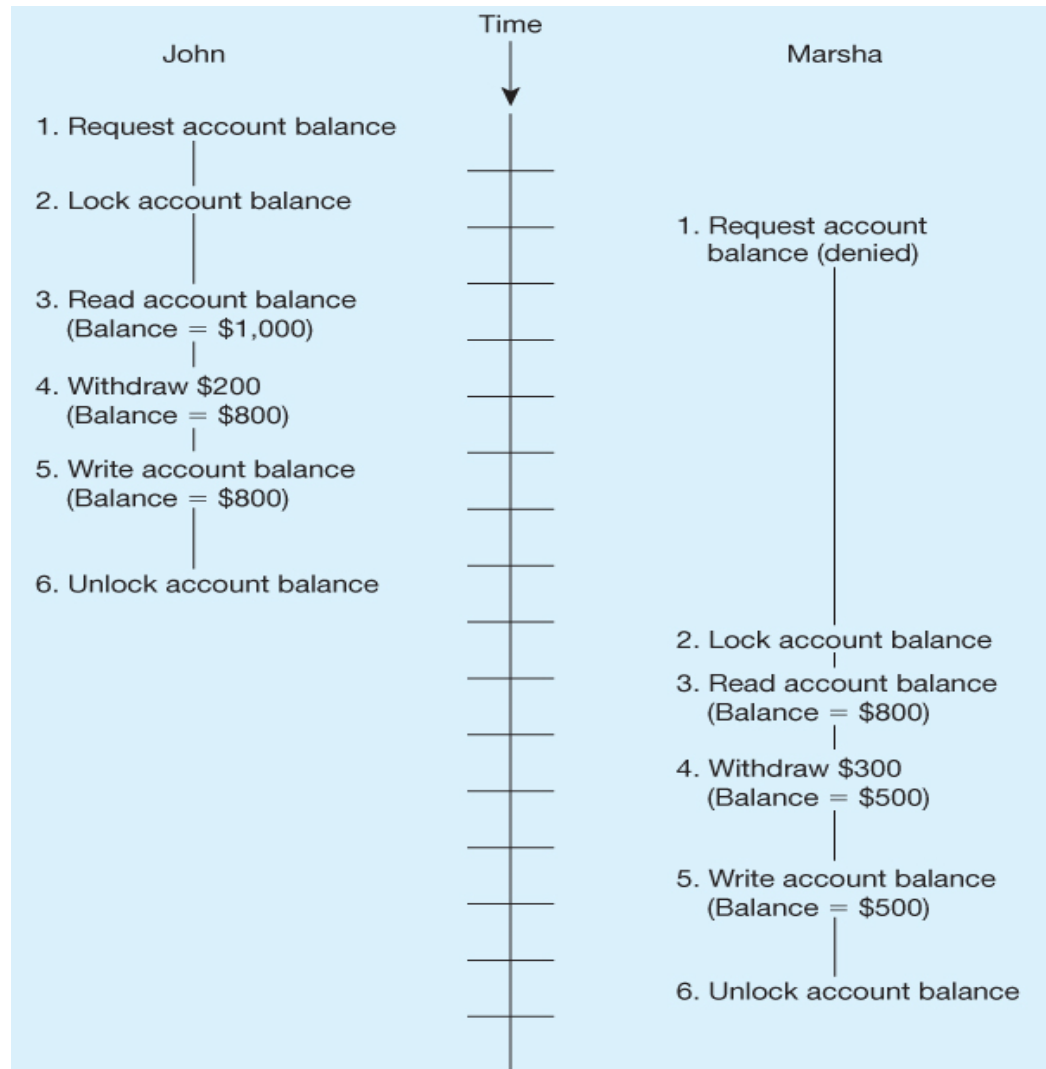 Time
John
Marsha
1. Request account balance
2. Lock account balance
3. Read account balance
(Balance = $1,000)
4. Withdraw $200
(Balance = $800)
5. Write account balance
(Balance = $800)
6. Unlock account balance
1. Request account
balance (denied)
2. Lock account balance
3. Read account balance
(Balance = $800)
4. Withdraw $300
(Balance = $500)
5. Write account balance
(Balance = $500)
6. Unlock account balance